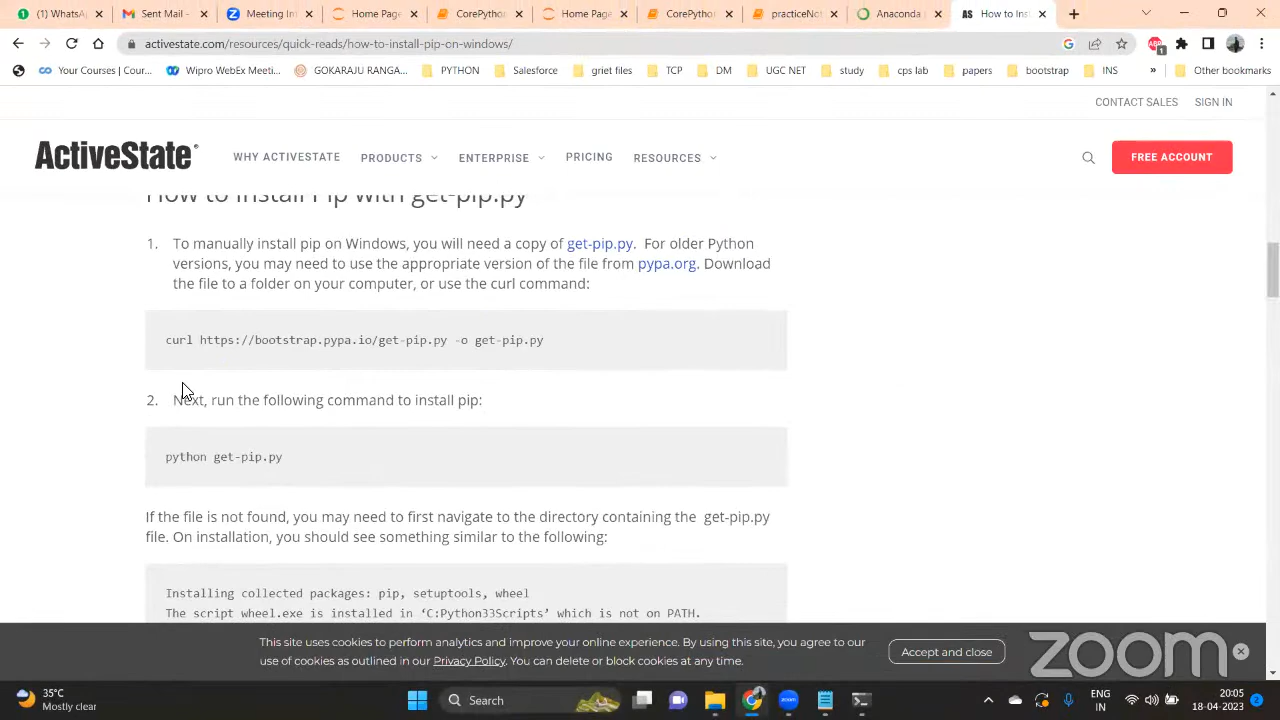 (1) WhatsApp
Sent Mail -
Weblink Dir
Home Page
CorePython
Home Page
CorePython
practiceNo
Anaconda
AS How to Ins
activestate.com/resources/quick-reads/how-to-install-pip-on-windows/
Your Courses | Cour...
Wipro WebEx Meeti...
GOKARAJU RANGA...
PYTHON
Salesforce
griet files
TCP
DM
UGC NET
study
cps lab
papers
bootstrap
INS
»
Other bookmarks
CONTACT SALES SIGN IN
ActiveState
WHY ACTIVESTATE PRODUCTS ENTERPRISE PRICING RESOURCES
FREE ACCOUNT
How to Install Pip with get-pip.py
1. To manually install pip on Windows, you will need a copy of get-pip.py. For older Python
versions, you may need to use the appropriate version of the file from pypa.org. Download
the file to a folder on your computer, or use the curl command:
curl https://bootstrap.pypa.io/get-pip.py -o get-pip.py
2. Next, run the following command to install pip:
python get-pip.py
If the file is not found, you may need to first navigate to the directory containing the get-pip.py
file. On installation, you should see something similar to the following:
Installing collected packages: pip, setuptools, wheel
The script wheel.exe is installed in ‘C:Python33Scripts’ which is not on PATH.
This site uses cookies to perform analytics and improve your online experience. By using this site, you agree to our
use of cookies as outlined in our Privacy Policy. You can delete or block cookies at any time.
Accept and close
zoom
35°C
Mostly clear
Search
ENG
IN
20:05
18-04-2023